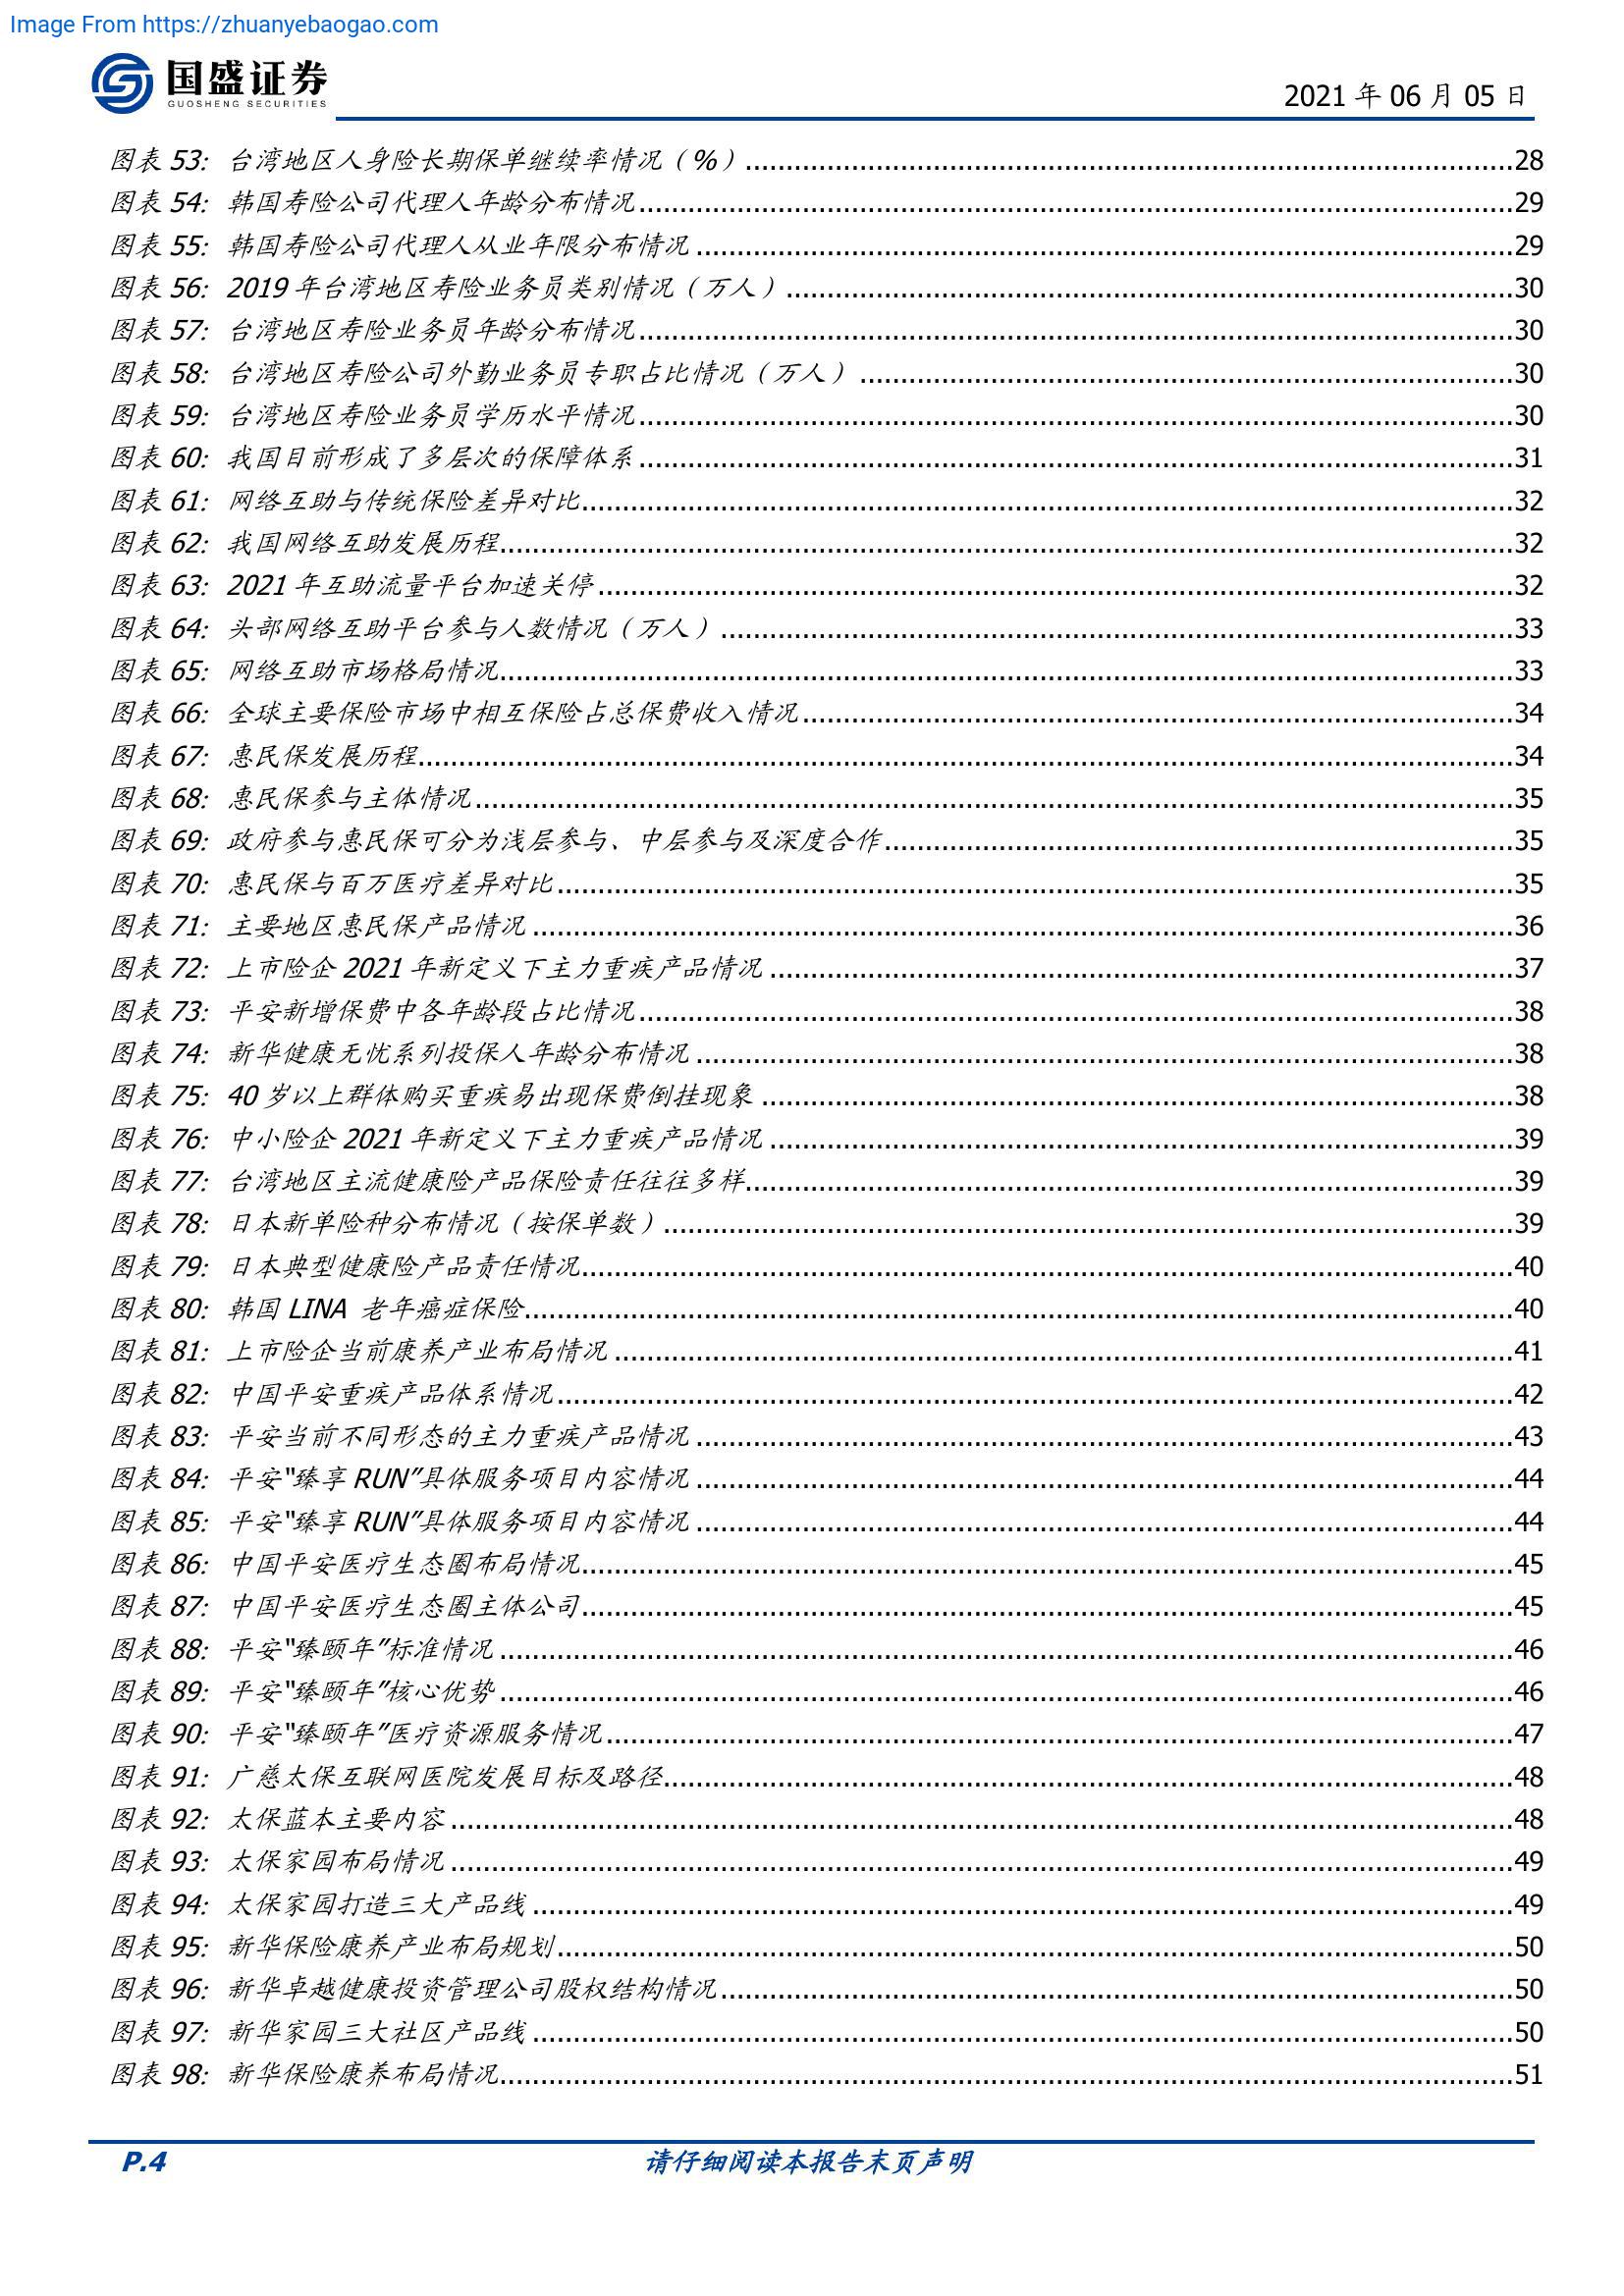 Image From https://zhuanyebaogao.com
国盛证券
GUOSHENG SECURITIES
2021 年 06 月 05 日
图表 53: 台湾地区人身险长期保单继续率情况（%）......28
图表 54: 韩国寿险公司代理人年龄分布情况......29
图表 55: 韩国寿险公司代理人从业年限分布情况......29
图表 56: 2019 年台湾地区寿险业务员类别情况（万人）......30
图表 57: 台湾地区寿险业务员年龄分布情况......30
图表 58: 台湾地区寿险公司外勤业务员专职占比情况（万人）......30
图表 59: 台湾地区寿险业务员学历水平情况......30
图表 60: 我国目前形成了多层次的保障体系......31
图表 61: 网络互助与传统保险差异对比......32
图表 62: 我国网络互助发展历程......32
图表 63: 2021 年互助流量平台加速关停......32
图表 64: 头部网络互助平台参与人数情况（万人）......33
图表 65: 网络互助市场格局情况......33
图表 66: 全球主要保险市场中相互保险占总保费收入情况......34
图表 67: 惠民保发展历程......34
图表 68: 惠民保参与主体情况......35
图表 69: 政府参与惠民保可分为浅层参与、中层参与及深度合作......35
图表 70: 惠民保与百万医疗差异对比......35
图表 71: 主要地区惠民保产品情况......36
图表 72: 上市险企 2021 年新定义下主力重疾产品情况......37
图表 73: 平安新增保费中各年龄段占比情况......38
图表 74: 新华健康无忧系列投保人年龄分布情况......38
图表 75: 40 岁以上群体购买重疾易出现保费倒挂现象......38
图表 76: 中小险企 2021 年新定义下主力重疾产品情况......39
图表 77: 台湾地区主流健康险产品保险责任往往多样......39
图表 78: 日本新单险种分布情况（按保单数）......39
图表 79: 日本典型健康险产品责任情况......40
图表 80: 韩国 LINA 老年癌症保险......40
图表 81: 上市险企当前康养产业布局情况......41
图表 82: 中国平安重疾产品体系情况......42
图表 83: 平安当前不同形态的主力重疾产品情况......43
图表 84: 平安"臻享 RUN"具体服务项目内容情况......44
图表 85: 平安"臻享 RUN"具体服务项目内容情况......44
图表 86: 中国平安医疗生态圈布局情况......45
图表 87: 中国平安医疗生态圈主体公司......45
图表 88: 平安"臻颐年"标准情况......46
图表 89: 平安"臻颐年"核心优势......46
图表 90: 平安"臻颐年"医疗资源服务情况......47
图表 91: 广慈太保互联网医院发展目标及路径......48
图表 92: 太保蓝本主要内容......48
图表 93: 太保家园布局情况......49
图表 94: 太保家园打造三大产品线......49
图表 95: 新华保险康养产业布局规划......50
图表 96: 新华卓越健康投资管理公司股权结构情况......50
图表 97: 新华家园三大社区产品线......50
图表 98: 新华保险康养布局情况......51
P.4
请仔细阅读本报告末页声明